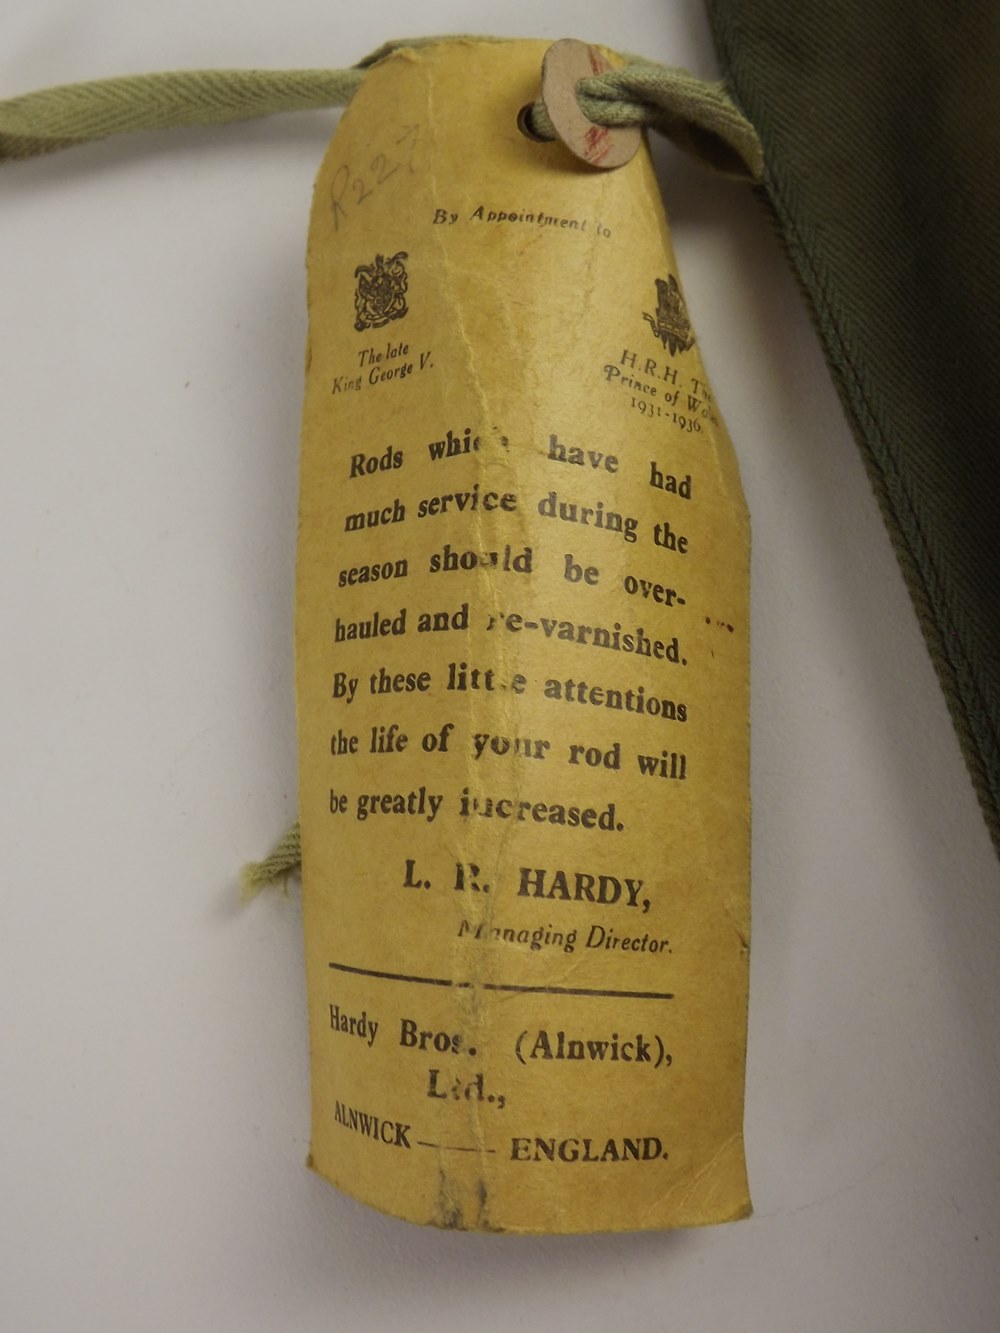 R227
By Appointment to
The late
King George V.
H.R.H. The
Prince of Wales
1931-1936.
Rods which have had
much service during the
season should be over-
hauled and re-varnished.
By these little attentions
the life of your rod will
be greatly increased.
L. R. HARDY,
Managing Director.
Hardy Bros. (Alnwick),
Ltd.,
ALNWICK — ENGLAND.